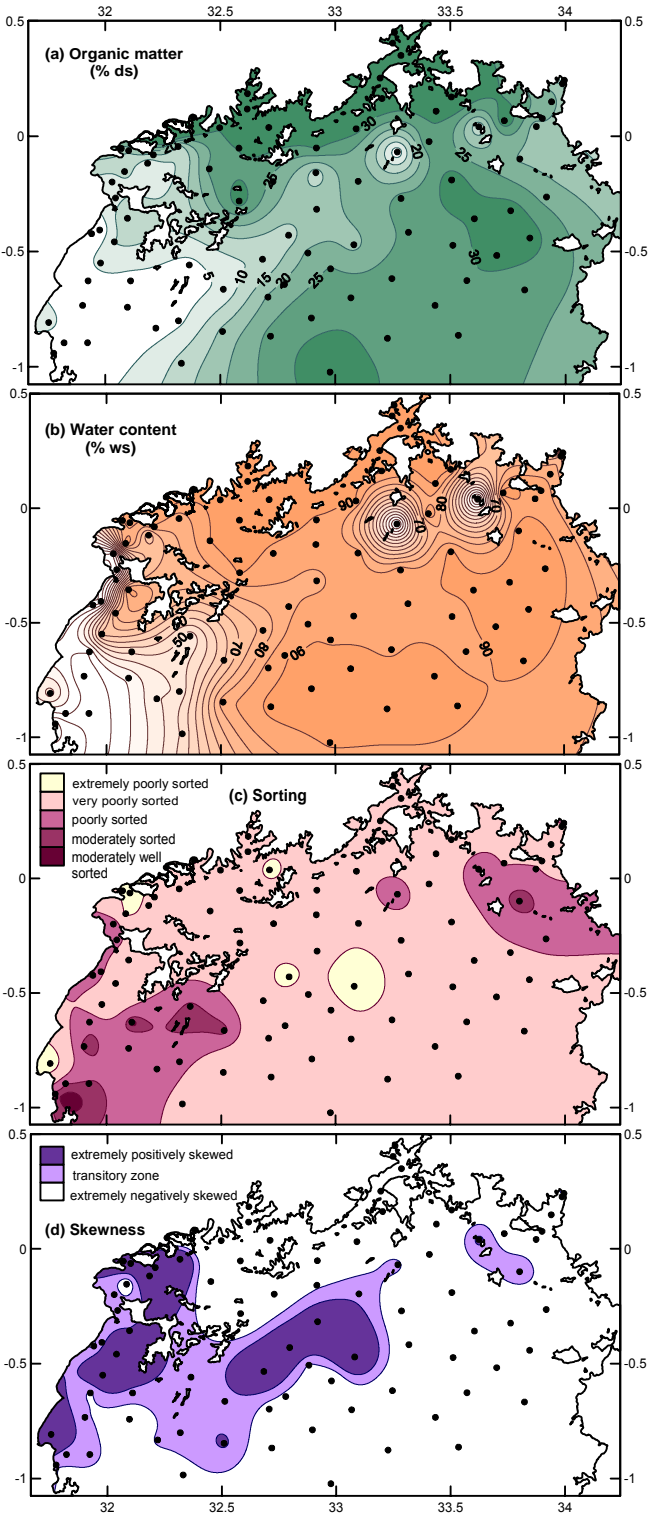 32 32.5 33 33.5 34
0.5 0.5
(a) Organic matter
(% ds)
30
20
25
0 0
25
-0.5 -0.5
30
5 10 15 20 25
-1 -1
0.5 0.5
(b) Water content
(% ws)
90
80
70
70
0 0
-0.5 -0.5
50
50
70 80 90 90
-1 -1
0.5 0.5
extremely poorly sorted
very poorly sorted
poorly sorted
moderately sorted
moderately well
sorted
(c) Sorting
0 0
-0.5 -0.5
-1 -1
0.5 0.5
extremely positively skewed
transitory zone
extremely negatively skewed
(d) Skewness
0 0
-0.5 -0.5
-1 -1
32 32.5 33 33.5 34